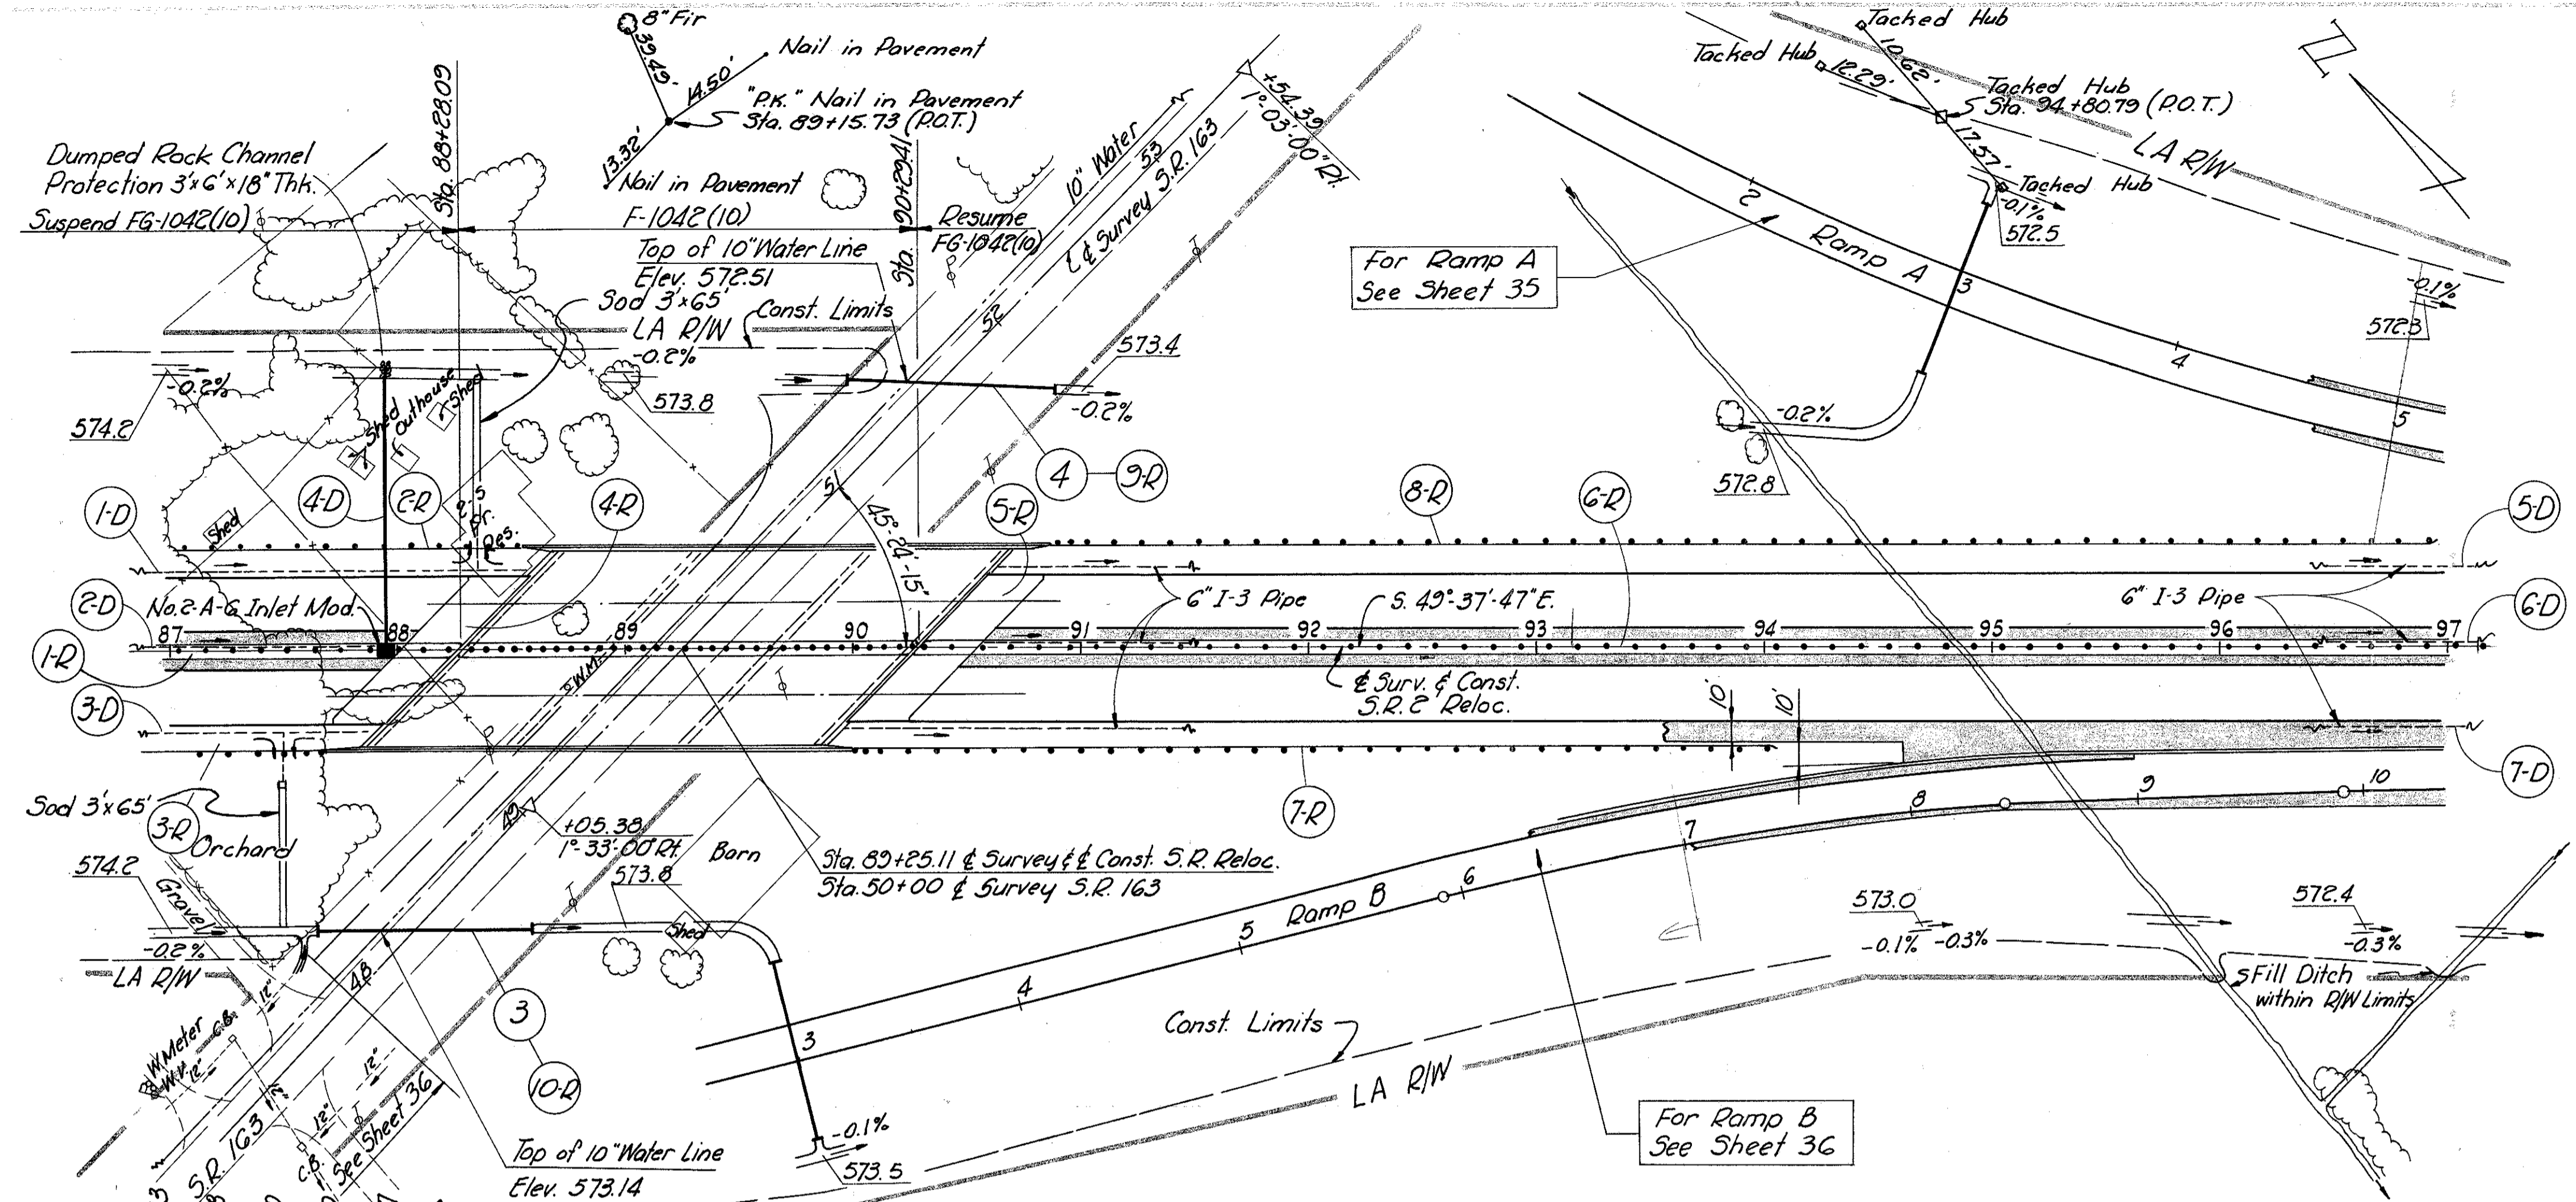 8" Fir
39.49'
14.50'
Nail in Pavement
"P.K." Nail in Pavement
Sta. 89+15.73 (P.O.T.)
13.32'
Nail in Pavement
Dumped Rock Channel
Protection 3'x6'x18" Thk.
Suspend FG-1042(10)
Sta. 88+28.09
F-1042(10)
Sta. 90+29.41
Resume
FG-1042(10)
Top of 10" Water Line
Elev. 572.51
Sod 3'x65'
LA R/W
Const. Limits
-0.2%
573.8
574.2
-0.2%
Shed
Outhouse
Shed
Shed
10" Water
53
52
51
₵ Survey S.R. 163
+54.39
1°-03'-00" Rt.
573.4
-0.2%
4
9-R
Tacked Hub
Tacked Hub
10.62'
12.29'
Tacked Hub
Sta. 94+80.79 (P.O.T.)
17.57'
Tacked Hub
LA R/W
-0.1%
572.5
For Ramp A
See Sheet 35
Ramp A
2
3
4
5
-0.1%
572.3
-0.2%
572.8
1-D
4-D
2-R
2-S
Fr.
Res.
4-R
45°-24'-15"
5-R
8-R
6-R
5-D
2-D
No. 2-A-6 Inlet Mod.
6" I-3 Pipe
S. 49°-37'-47" E.
6" I-3 Pipe
6-D
1-R
87
88
89
90
91
92
93
94
95
96
97
W.M.
P
₵ Surv. & Const.
S.R. 2 Reloc.
3-D
10'
10'
7-R
7-D
Sod 3'x65'
3-R
Orchard
574.2
Gravel
-0.2%
LA R/W
49
+05.38
1°-33'-00" Rt.
573.8
Barn
Shed
Sta. 89+25.11 ₵ Survey & ₵ Const. S.R. Reloc.
Sta. 50+00 ₵ Survey S.R. 163
Ramp B
3
4
5
6
7
8
9
10
573.0
-0.1%
-0.3%
572.4
-0.3%
Fill Ditch
within R/W Limits
48
12"
W. Meter
W.V.
12"
C.B.
12"
12"
C.B.
S.R. 163
See Sheet 36
3
10-R
Top of 10" Water Line
Elev. 573.14
-0.1%
573.5
Const. Limits
LA R/W
For Ramp B
See Sheet 36